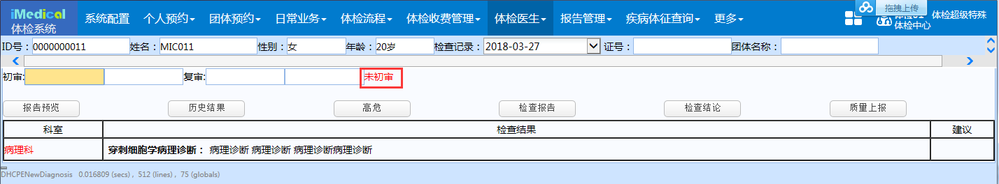 iMedical
体检系统
系统配置 个人预约 团体预约 日常业务 体检流程 体检收费管理 体检医生 报告管理 疾病体征查询 更多
拖拽上传
体检超级特殊
体检中心
ID号：0000000011 姓名：MIC011 性别：女 年龄：20岁 检查记录：2018-03-27 证号： 团体名称：
初审: 复审: 未初审
报告预览 历史结果 高危 检查报告 检查结论 质量上报
科室 检查结果 建议
病理科 穿刺细胞学病理诊断： 病理诊断 病理诊断 病理诊断病理诊断
DHCPENewDiagnosis 0.016809 (secs) , 512 (lines) , 75 (globals)